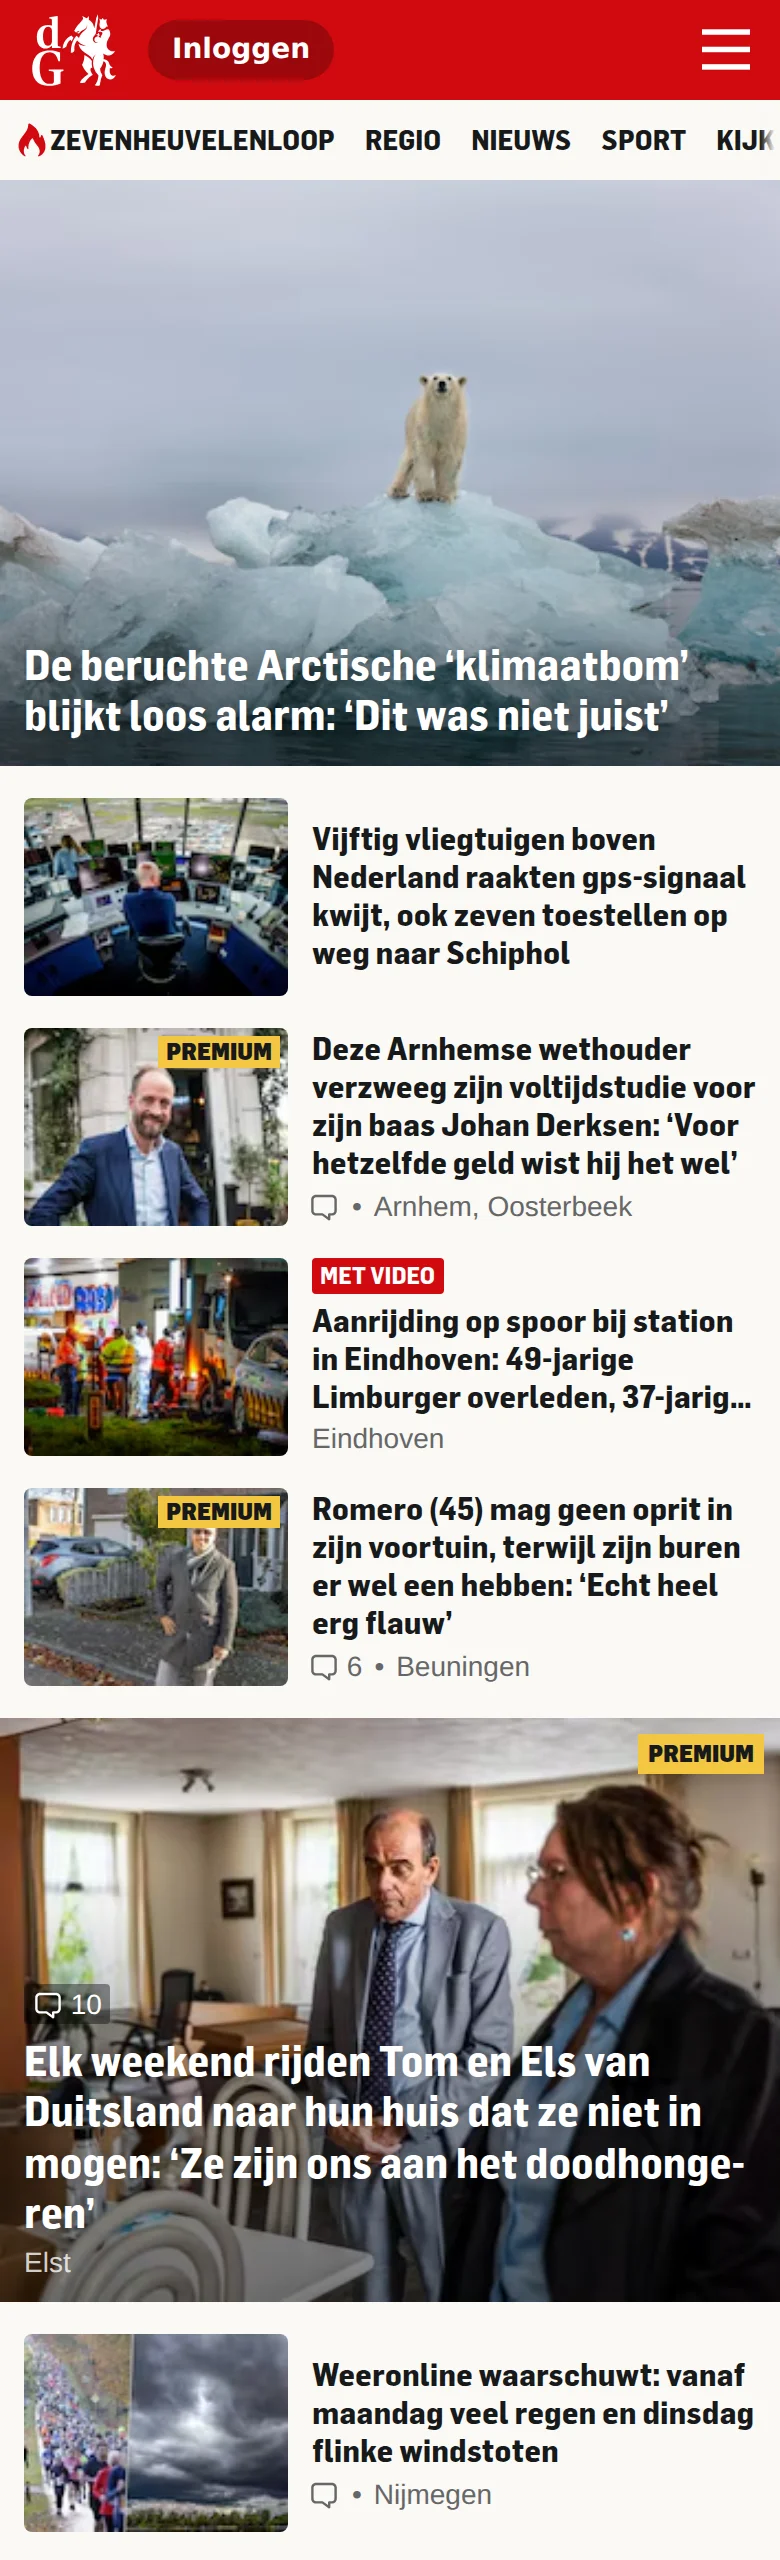 dG
Inloggen
ZEVENHEUVELENLOOP REGIO NIEUWS SPORT KIJK
De beruchte Arctische ‘klimaatbom’
blijkt loos alarm: ‘Dit was niet juist’
Vijftig vliegtuigen boven
Nederland raakten gps-signaal
kwijt, ook zeven toestellen op
weg naar Schiphol
PREMIUM
Deze Arnhemse wethouder
verzweeg zijn voltijdstudie voor
zijn baas Johan Derksen: ‘Voor
hetzelfde geld wist hij het wel’
• Arnhem, Oosterbeek
MET VIDEO
Aanrijding op spoor bij station
in Eindhoven: 49-jarige
Limburger overleden, 37-jarig...
Eindhoven
PREMIUM
Romero (45) mag geen oprit in
zijn voortuin, terwijl zijn buren
er wel een hebben: ‘Echt heel
erg flauw’
6 • Beuningen
PREMIUM
10
Elk weekend rijden Tom en Els van
Duitsland naar hun huis dat ze niet in
mogen: ‘Ze zijn ons aan het doodhonge-
ren’
Elst
Weeronline waarschuwt: vanaf
maandag veel regen en dinsdag
flinke windstoten
• Nijmegen